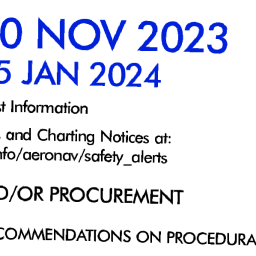 0 NOV 2023
5 JAN 2024
t Information
and Charting Notices at:
nfo/aeronav/safety_alerts
D/OR PROCUREMENT
COMMENDATIONS ON PROCEDURA